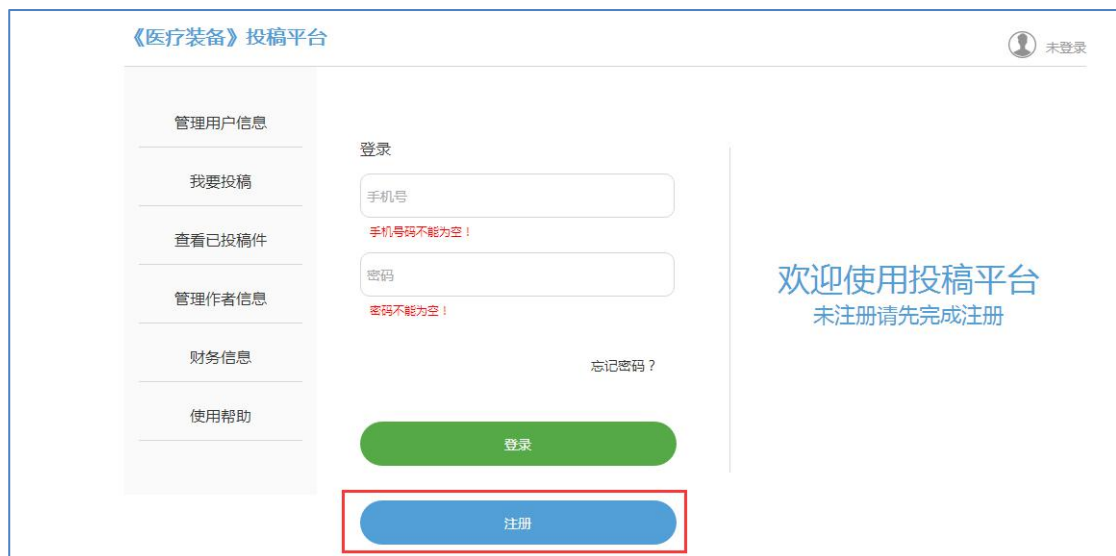 《医疗装备》投稿平台
未登录
管理用户信息
我要投稿
查看已投稿件
管理作者信息
财务信息
使用帮助
登录
手机号
手机号码不能为空！
密码
密码不能为空！
忘记密码？
登录
注册
欢迎使用投稿平台
未注册请先完成注册